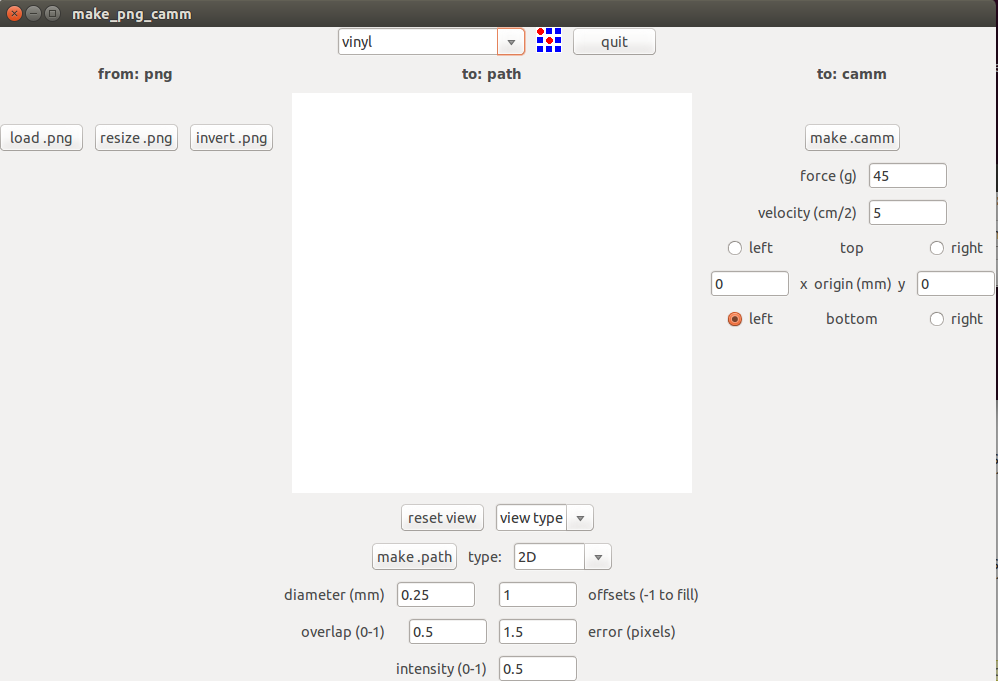 make_png_camm
vinyl quit
from: png to: path to: camm
load .png resize .png invert .png make .camm
force (g) 45
velocity (cm/2) 5
left top right
0 x origin (mm) y 0
left bottom right
reset view view type
make .path type: 2D
diameter (mm) 0.25 1 offsets (-1 to fill)
overlap (0-1) 0.5 1.5 error (pixels)
intensity (0-1) 0.5